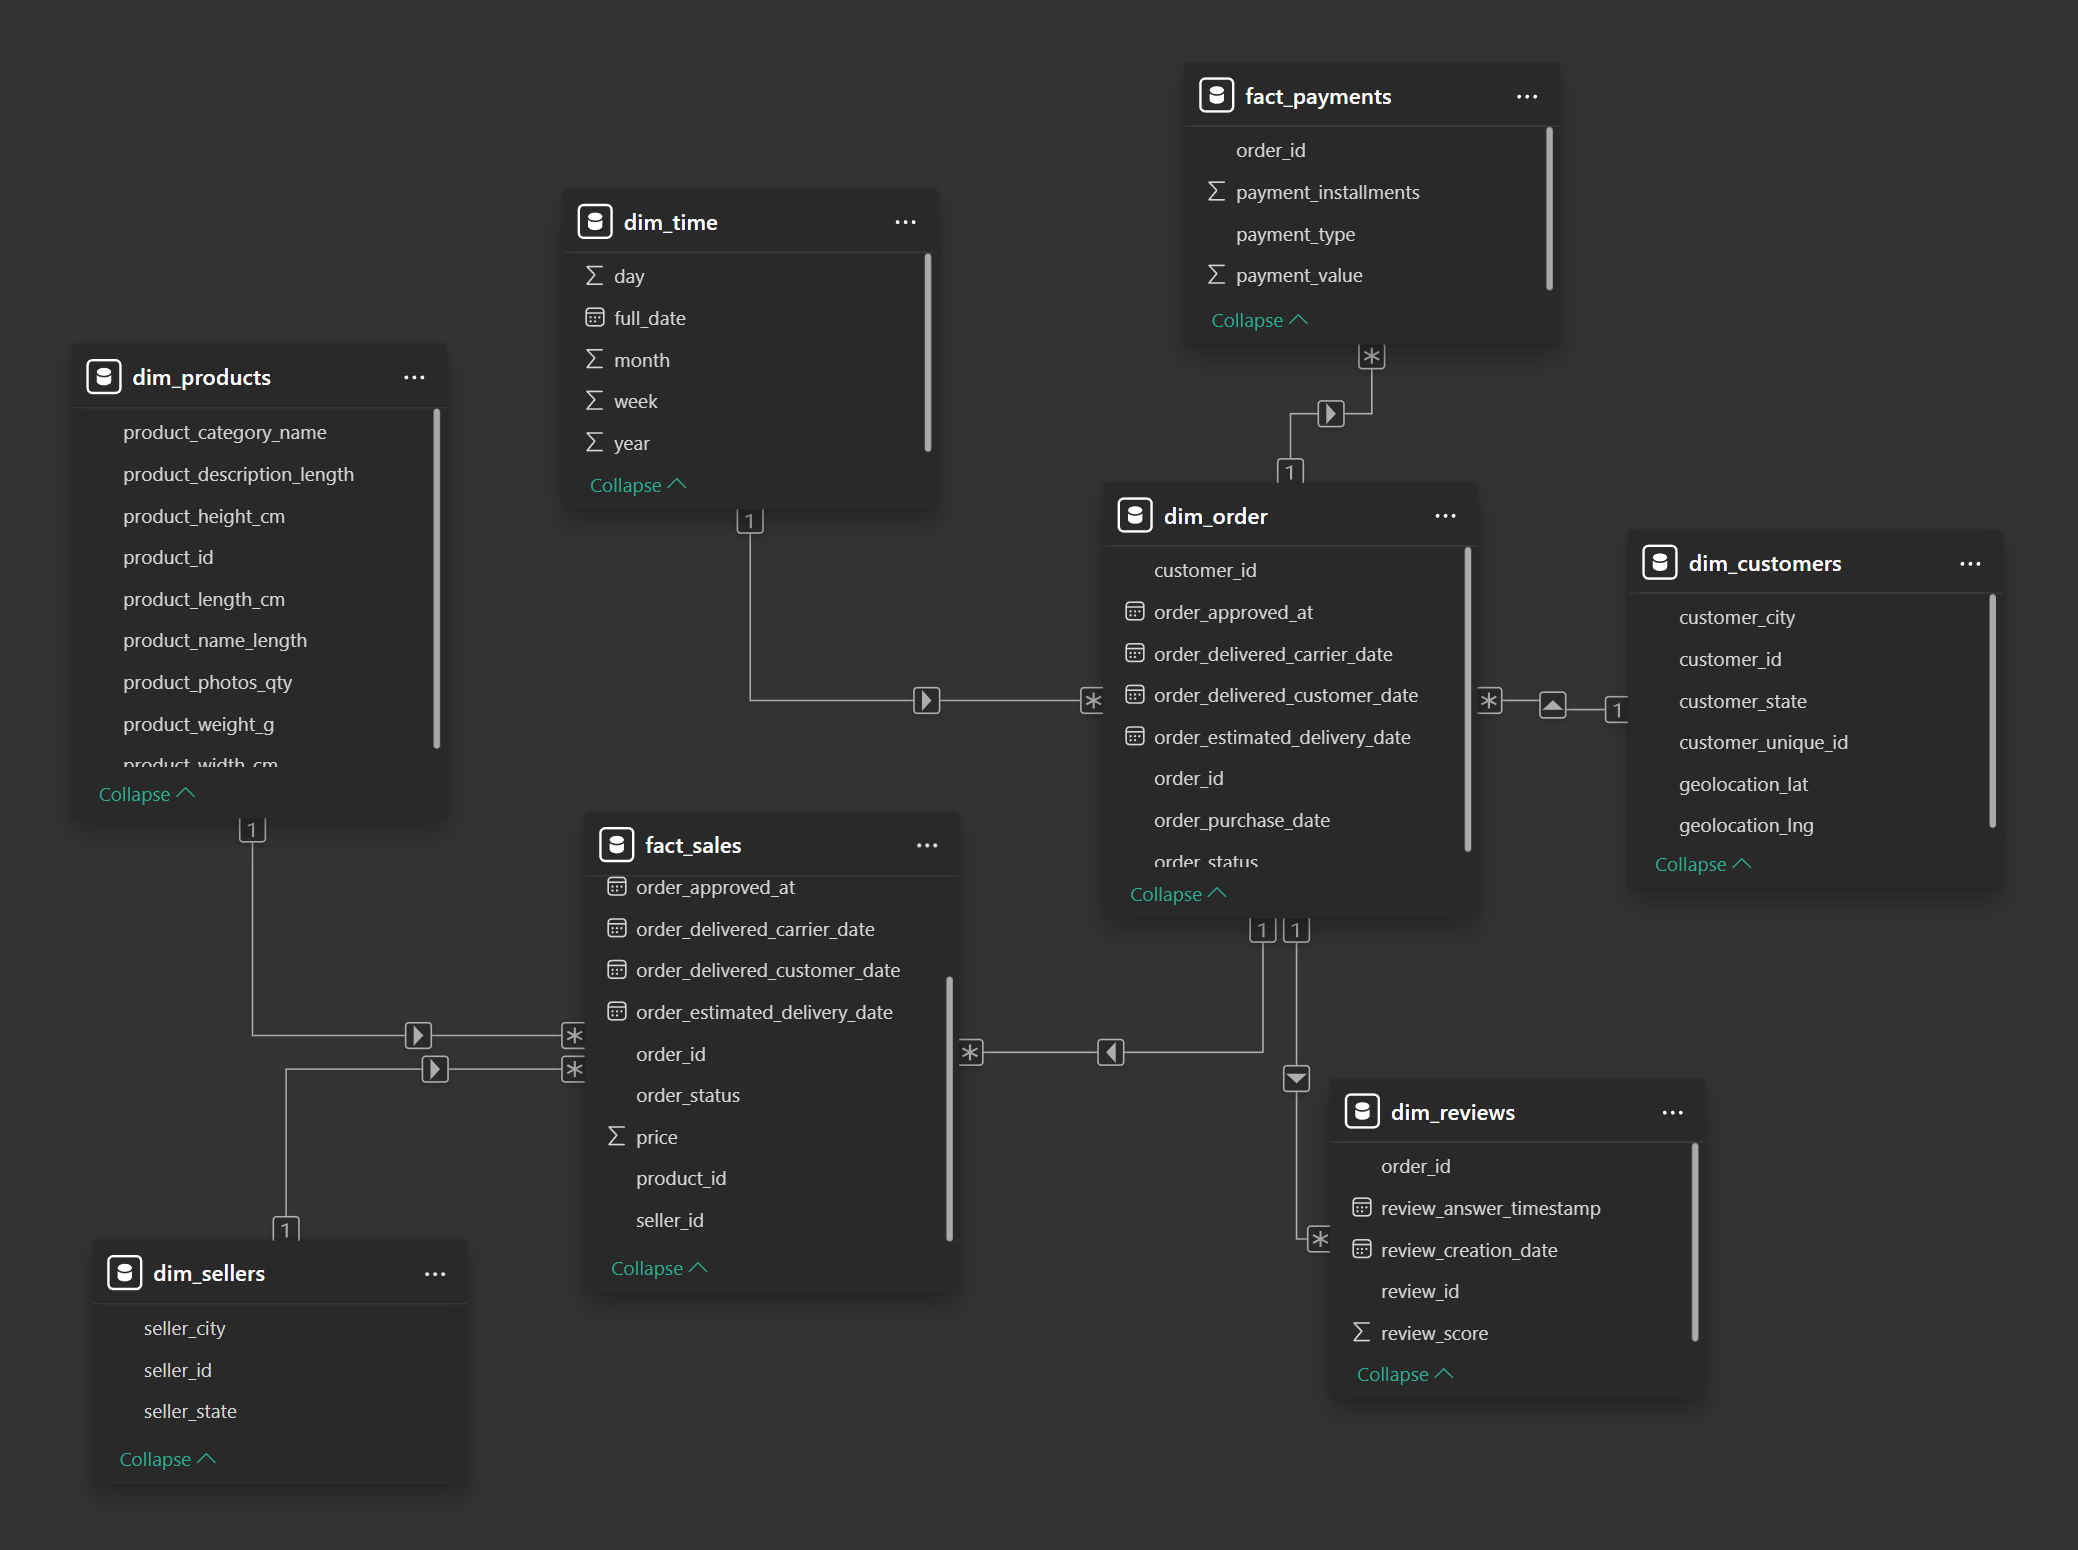 fact_payments
order_id
payment_installments
payment_type
payment_value
Collapse
dim_time
day
full_date
month
week
year
Collapse
dim_products
product_category_name
product_description_length
product_height_cm
product_id
product_length_cm
product_name_length
product_photos_qty
product_weight_g
product_width_cm
Collapse
dim_order
customer_id
order_approved_at
order_delivered_carrier_date
order_delivered_customer_date
order_estimated_delivery_date
order_id
order_purchase_date
order_status
Collapse
dim_customers
customer_city
customer_id
customer_state
customer_unique_id
geolocation_lat
geolocation_lng
Collapse
fact_sales
order_approved_at
order_delivered_carrier_date
order_delivered_customer_date
order_estimated_delivery_date
order_id
order_status
price
product_id
seller_id
Collapse
dim_sellers
seller_city
seller_id
seller_state
Collapse
dim_reviews
order_id
review_answer_timestamp
review_creation_date
review_id
review_score
Collapse
*
1
1
*
*
1
1
1
1
*
*
*
1
*